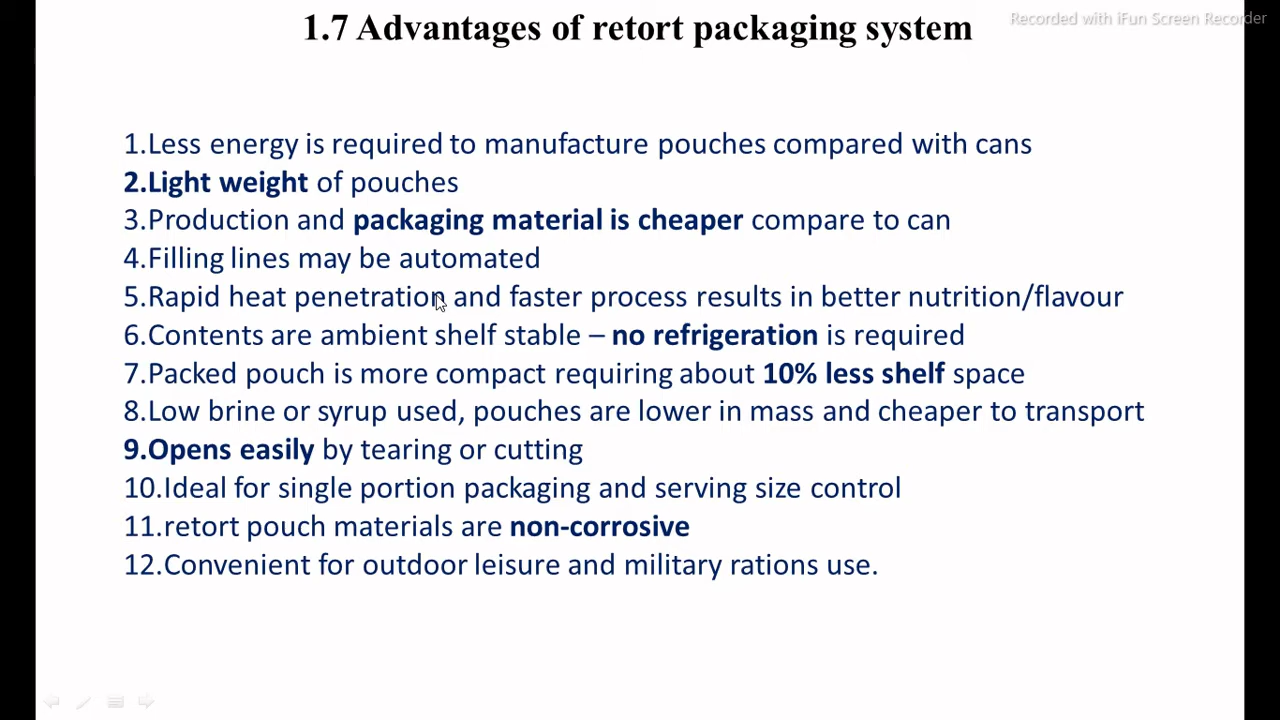 1.7 Advantages of retort packaging system
Recorded with iFun Screen Recorder
1.Less energy is required to manufacture pouches compared with cans
2.Light weight of pouches
3.Production and packaging material is cheaper compare to can
4.Filling lines may be automated
5.Rapid heat penetration and faster process results in better nutrition/flavour
6.Contents are ambient shelf stable – no refrigeration is required
7.Packed pouch is more compact requiring about 10% less shelf space
8.Low brine or syrup used, pouches are lower in mass and cheaper to transport
9.Opens easily by tearing or cutting
10.Ideal for single portion packaging and serving size control
11.retort pouch materials are non-corrosive
12.Convenient for outdoor leisure and military rations use.